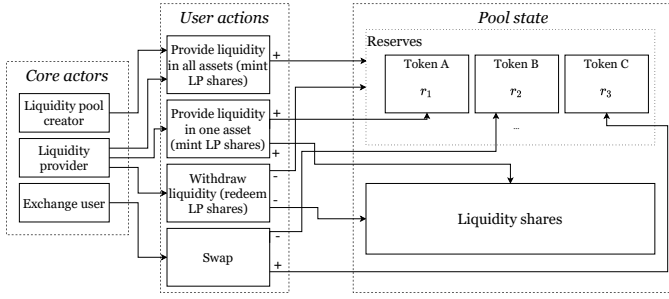 Core actors
Liquidity pool
creator
Liquidity
provider
Exchange user
User actions
Provide liquidity
in all assets (mint
LP shares)
+
Provide liquidity
in one asset
(mint LP shares)
+
+
Withdraw
liquidity (redeem
LP shares)
-
-
Swap
-
+
Pool state
Reserves
Token A
r1
Token B
r2
Token C
r3
...
Liquidity shares